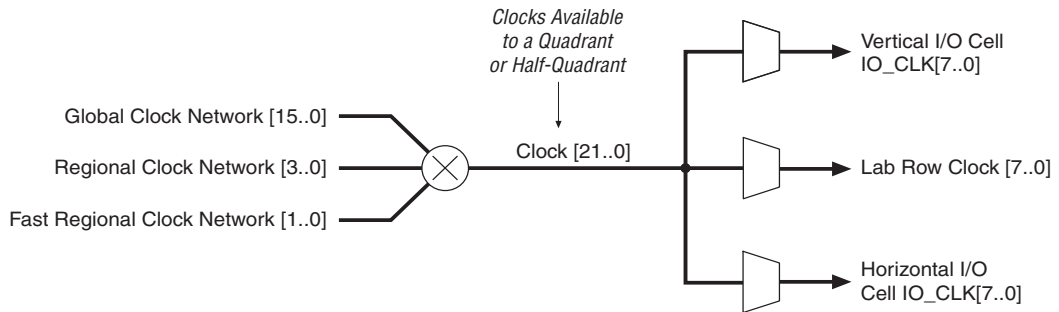 Clocks Available
to a Quadrant
or Half-Quadrant
Vertical I/O Cell
IO_CLK[7..0]
Global Clock Network [15..0]
Clock [21..0]
Regional Clock Network [3..0]
Lab Row Clock [7..0]
Fast Regional Clock Network [1..0]
Horizontal I/O
Cell IO_CLK[7..0]